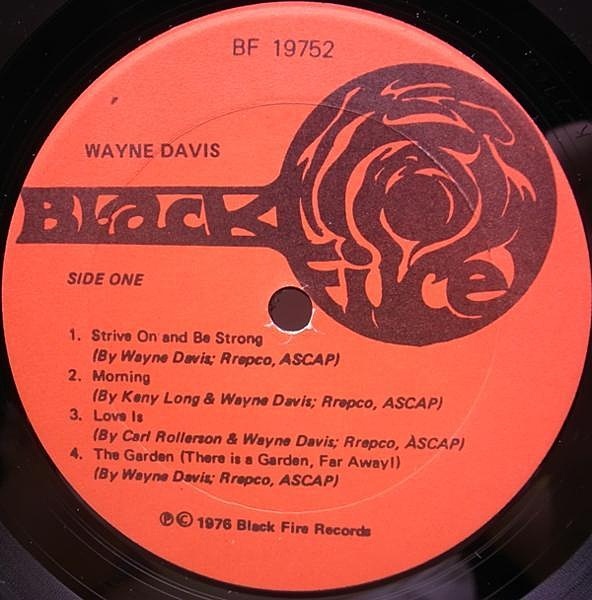 BF 19752
WAYNE DAVIS
BLacK
fire
SIDE ONE
1. Strive On and Be Strong
(By Wayne Davis; Rrepco, ASCAP)
2. Morning
(By Keny Long & Wayne Davis; Rrepco, ASCAP)
3. Love Is
(By Carl Rollerson & Wayne Davis; Rrepco, ASCAP)
4. The Garden (There is a Garden, Far Away!)
(By Wayne Davis; Rrepco, ASCAP)
℗© 1976 Black Fire Records